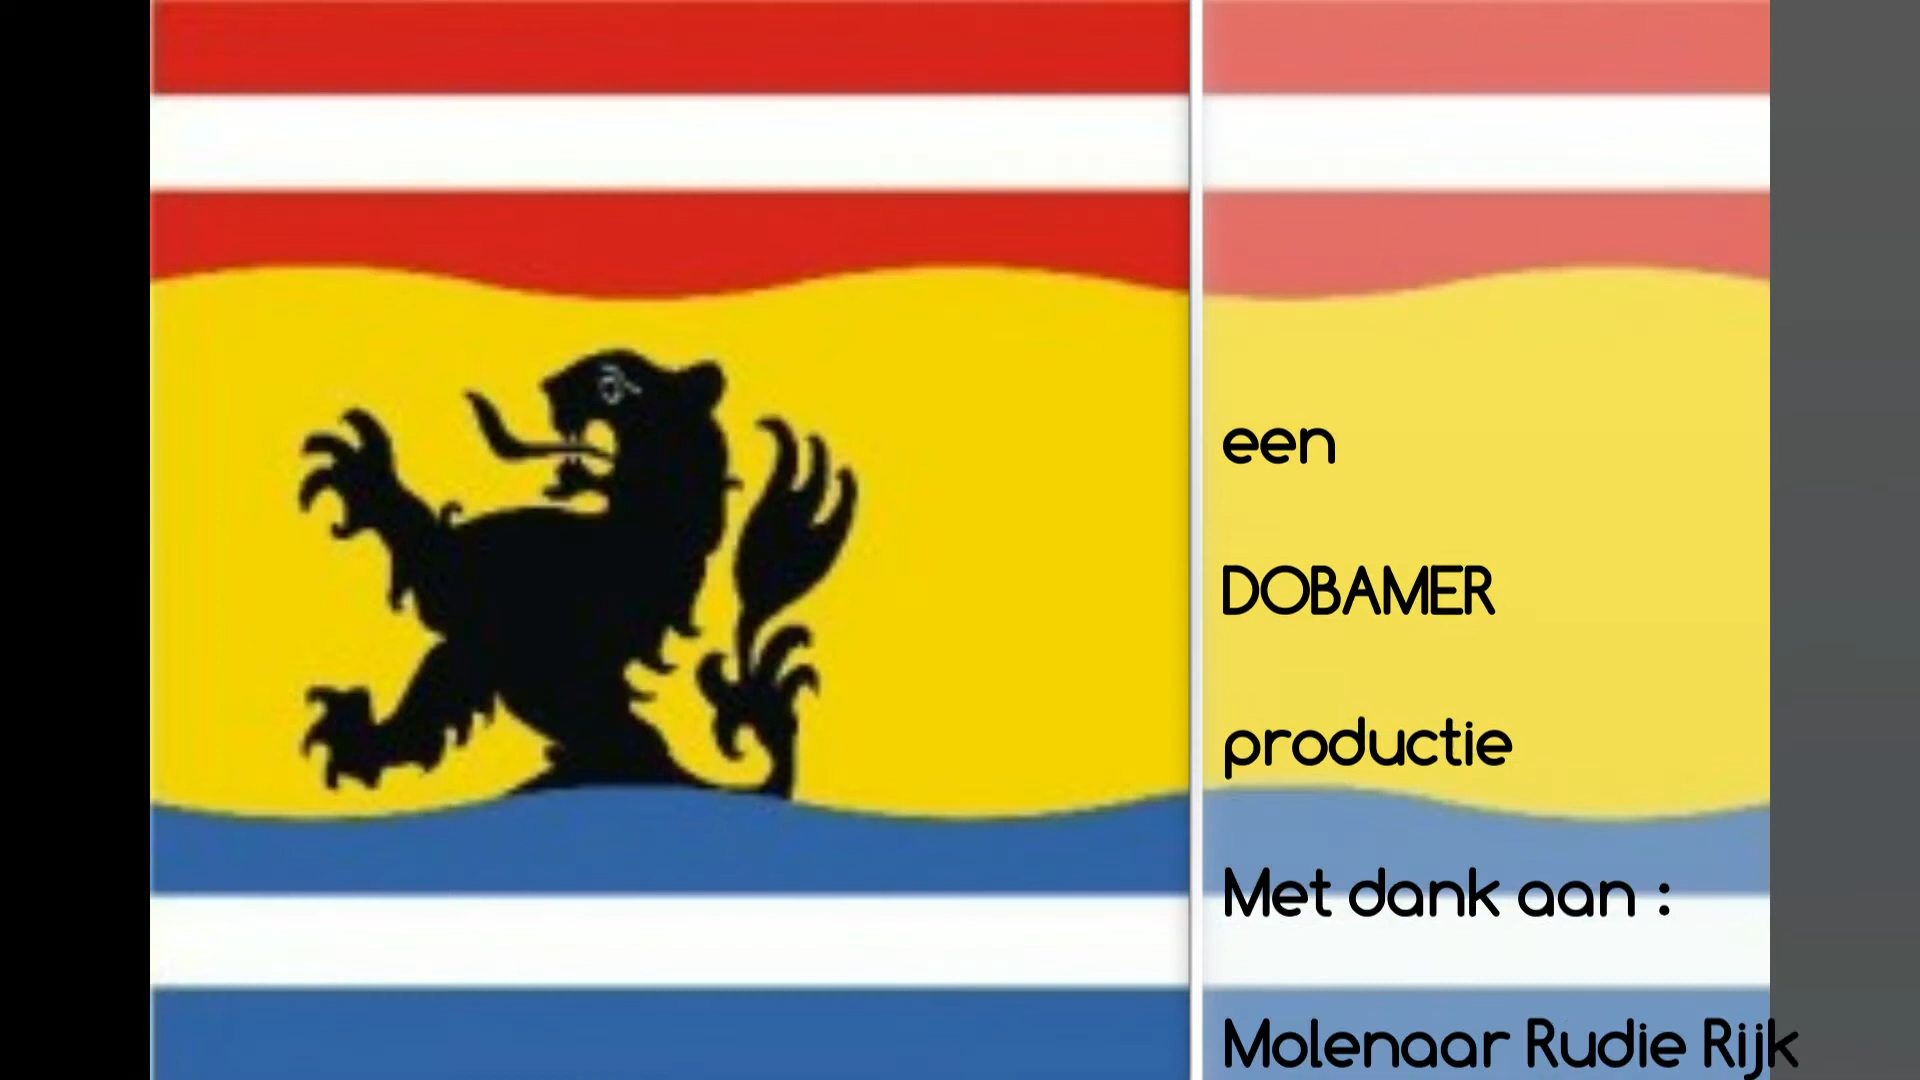 een
DOBAMER
productie
Met dank aan :
Molenaar Rudie Rijk